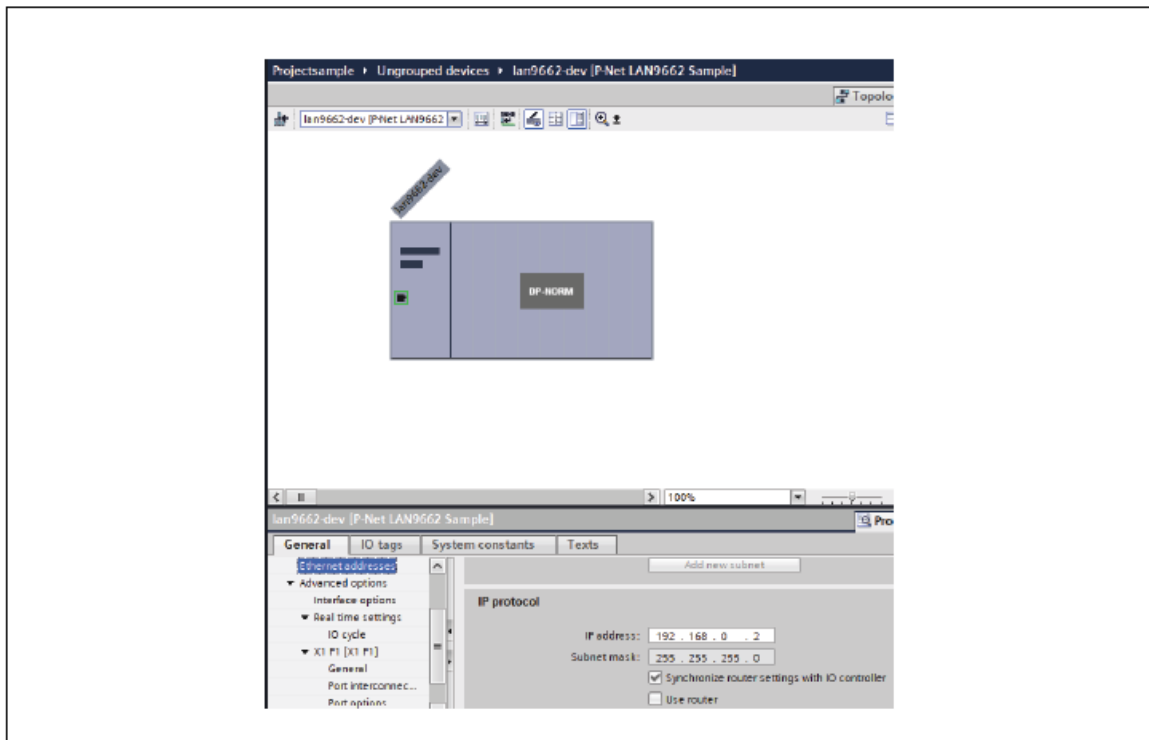 Projectsample ▸ Ungrouped devices ▸ lan9662-dev [P-Net LAN9662 Sample]
Topolo
lan9662-dev [P-Net LAN9662
lan9662-dev
DP-NORM
100%
lan9662-dev [P-Net LAN9662 Sample]
Pro
General IO tags System constants Texts
Ethernet addresses
Add new subnet
Advanced options
Interface options
IP protocol
Real time settings
IO cycle
IP address: 192 . 168 . 0 . 2
X1 P1 [X1 P1]
Subnet mask: 255 . 255 . 255 . 0
General
Synchronize router settings with IO controller
Port interconnec...
Port options
Use router